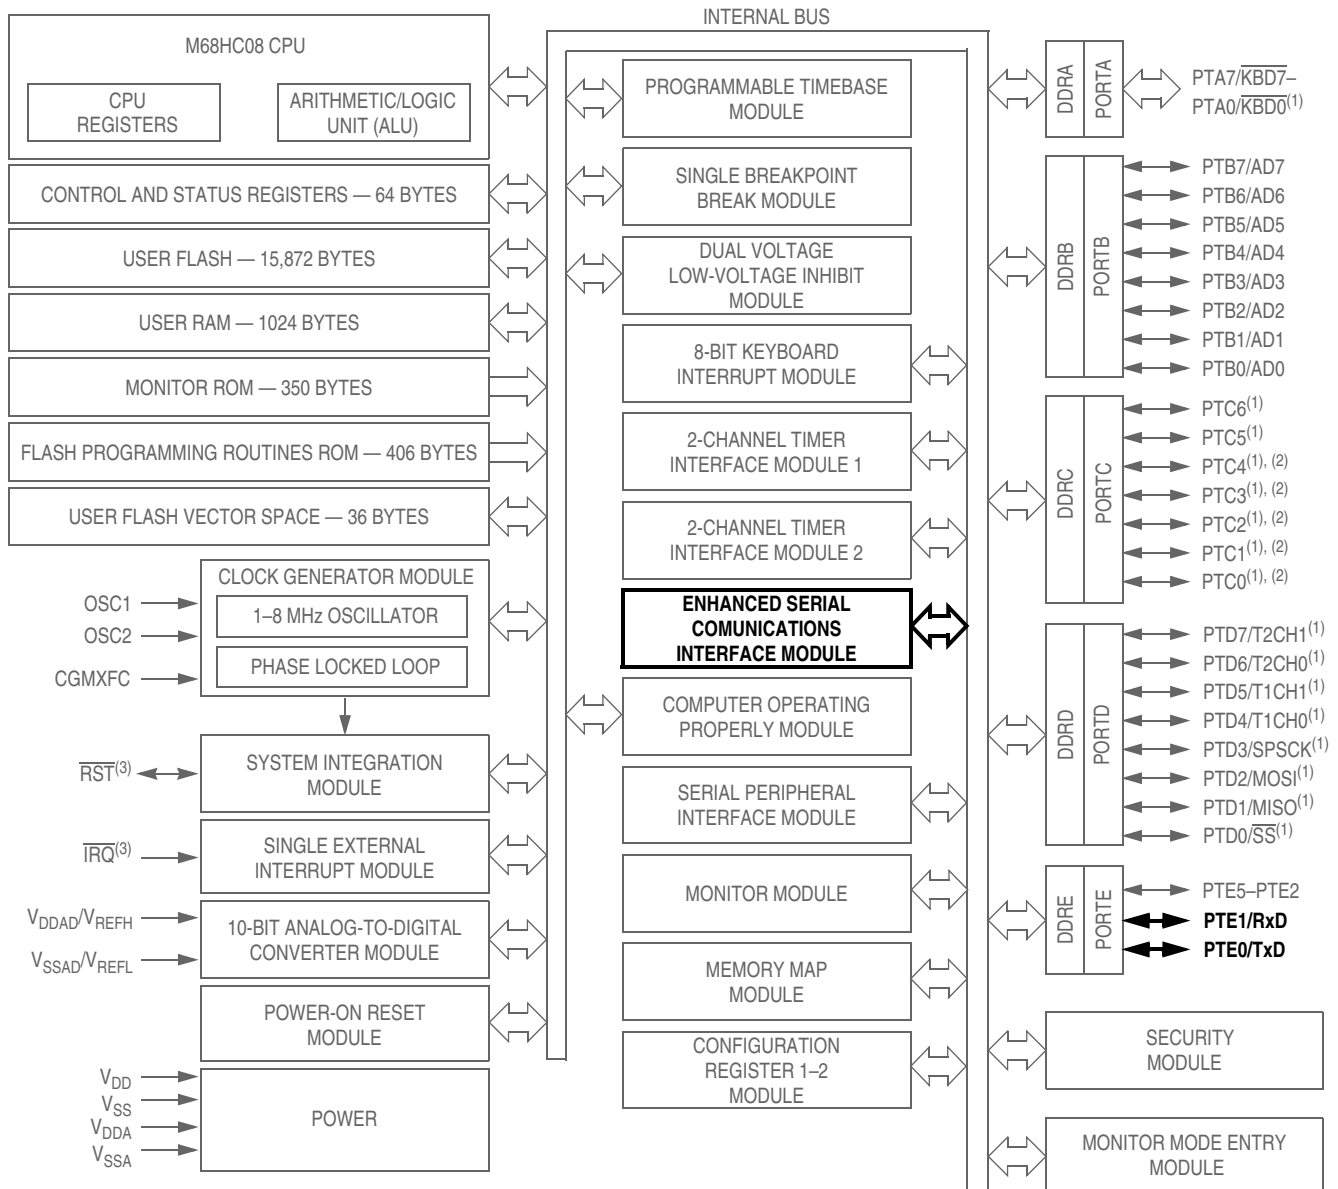 INTERNAL BUS
M68HC08 CPU
CPU
REGISTERS
ARITHMETIC/LOGIC
UNIT (ALU)
CONTROL AND STATUS REGISTERS — 64 BYTES
USER FLASH — 15,872 BYTES
USER RAM — 1024 BYTES
MONITOR ROM — 350 BYTES
FLASH PROGRAMMING ROUTINES ROM — 406 BYTES
USER FLASH VECTOR SPACE — 36 BYTES
CLOCK GENERATOR MODULE
1–8 MHz OSCILLATOR
PHASE LOCKED LOOP
OSC1
OSC2
CGMXFC
SYSTEM INTEGRATION
MODULE
RST(3)
SINGLE EXTERNAL
INTERRUPT MODULE
IRQ(3)
10-BIT ANALOG-TO-DIGITAL
CONVERTER MODULE
VDDAD/VREFH
VSSAD/VREFL
POWER-ON RESET
MODULE
POWER
VDD
VSS
VDDA
VSSA
PROGRAMMABLE TIMEBASE
MODULE
SINGLE BREAKPOINT
BREAK MODULE
DUAL VOLTAGE
LOW-VOLTAGE INHIBIT
MODULE
8-BIT KEYBOARD
INTERRUPT MODULE
2-CHANNEL TIMER
INTERFACE MODULE 1
2-CHANNEL TIMER
INTERFACE MODULE 2
ENHANCED SERIAL
COMUNICATIONS
INTERFACE MODULE
COMPUTER OPERATING
PROPERLY MODULE
SERIAL PERIPHERAL
INTERFACE MODULE
MONITOR MODULE
MEMORY MAP
MODULE
CONFIGURATION
REGISTER 1–2
MODULE
DDRA
PORTA
PTA7/KBD7–
PTA0/KBD0(1)
DDRB
PORTB
PTB7/AD7
PTB6/AD6
PTB5/AD5
PTB4/AD4
PTB3/AD3
PTB2/AD2
PTB1/AD1
PTB0/AD0
DDRC
PORTC
PTC6(1)
PTC5(1)
PTC4(1), (2)
PTC3(1), (2)
PTC2(1), (2)
PTC1(1), (2)
PTC0(1), (2)
DDRD
PORTD
PTD7/T2CH1(1)
PTD6/T2CH0(1)
PTD5/T1CH1(1)
PTD4/T1CH0(1)
PTD3/SPSCK(1)
PTD2/MOSI(1)
PTD1/MISO(1)
PTD0/SS(1)
DDRE
PORTE
PTE5–PTE2
PTE1/RxD
PTE0/TxD
SECURITY
MODULE
MONITOR MODE ENTRY
MODULE